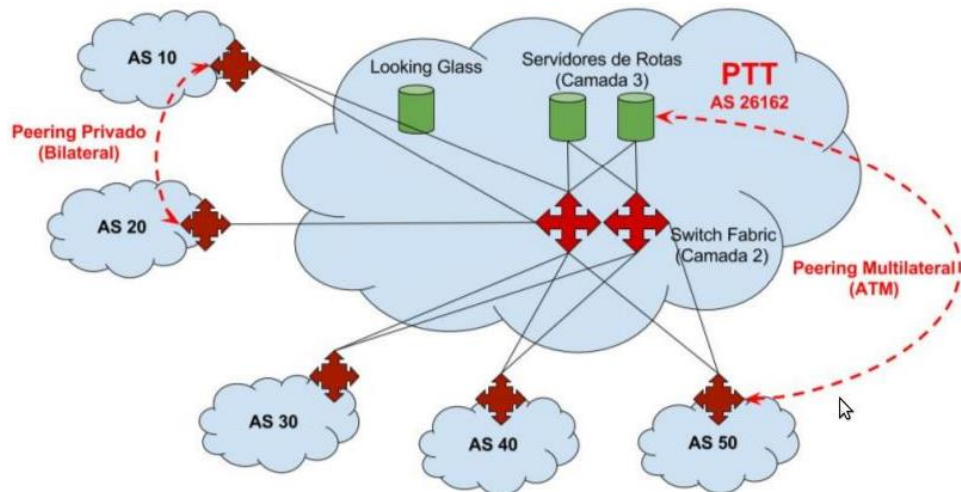 AS 10
Looking Glass
Servidores de Rotas
(Camada 3)
PTT
AS 26162
Peering Privado
(Bilateral)
AS 20
Switch Fabric
(Camada 2)
Peering Multilateral
(ATM)
AS 30
AS 40
AS 50